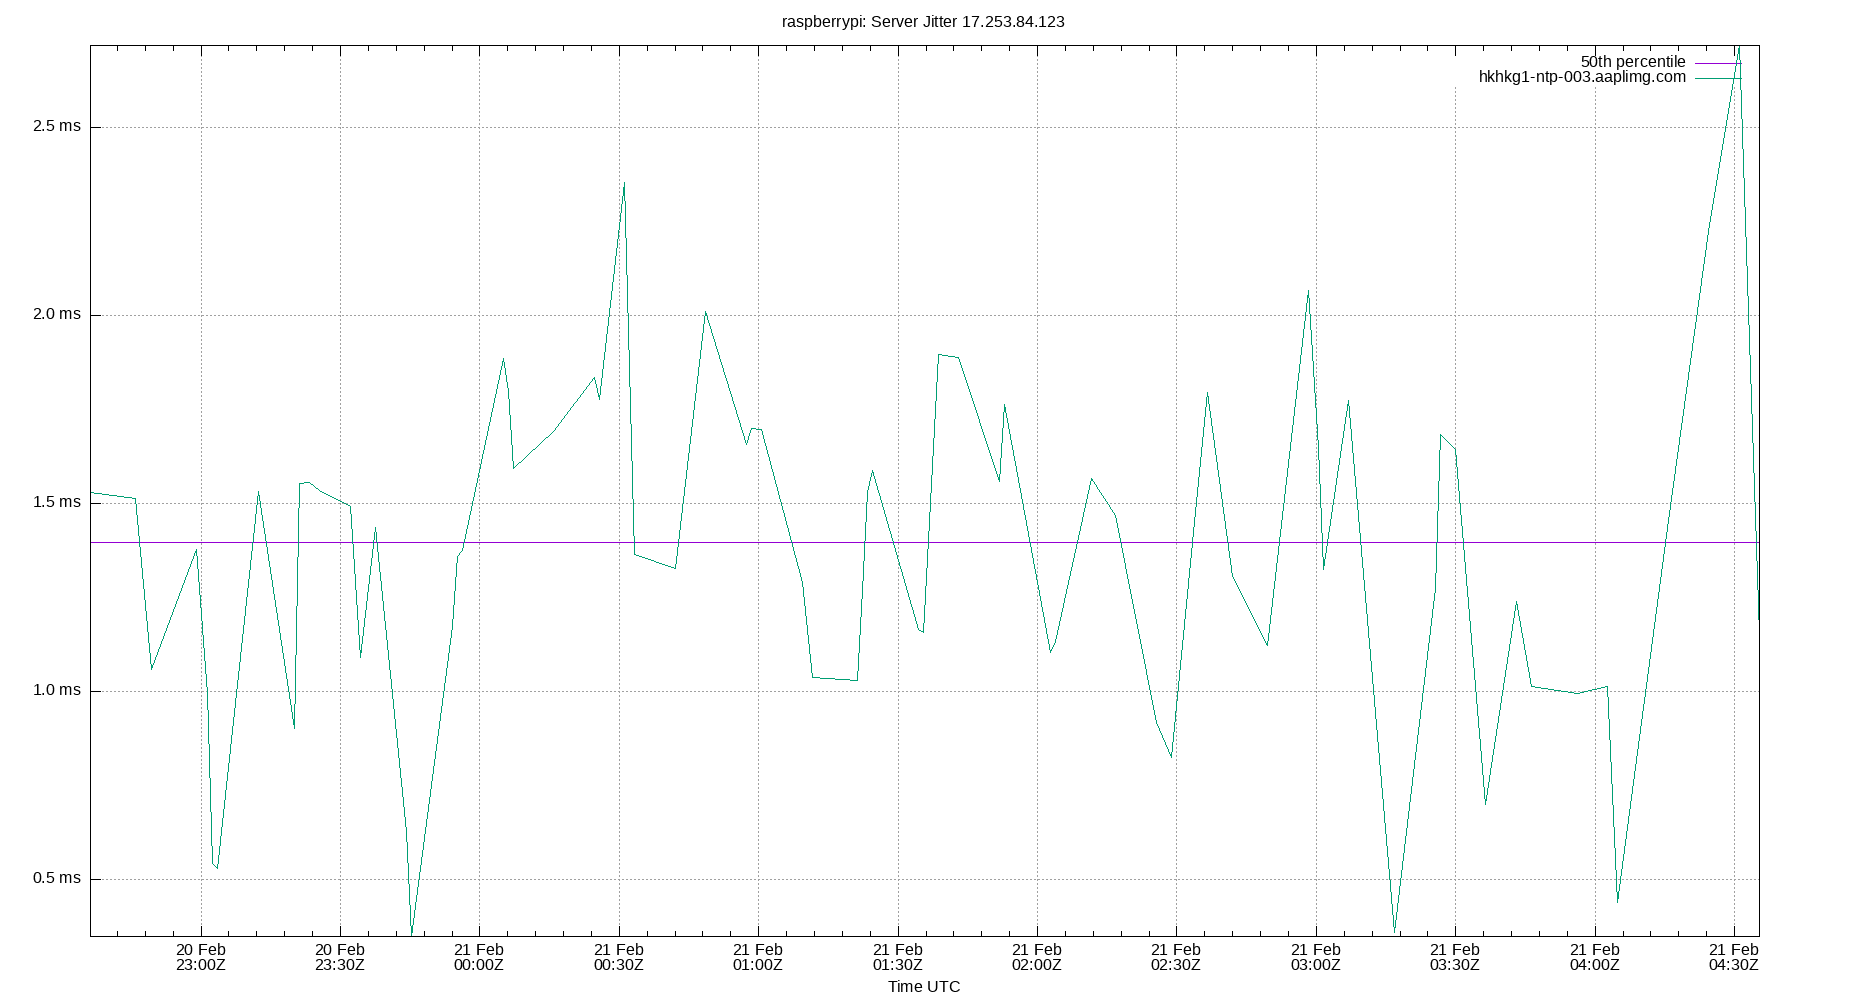 raspberrypi: Server Jitter 17.253.84.123
50th percentile
hkhkg1-ntp-003.aaplimg.com
2.5 ms
2.0 ms
1.5 ms
1.0 ms
0.5 ms
20 Feb 20 Feb 21 Feb 21 Feb 21 Feb 21 Feb 21 Feb 21 Feb 21 Feb 21 Feb 21 Feb 21 Feb
23:00Z 23:30Z 00:00Z 00:30Z 01:00Z 01:30Z 02:00Z 02:30Z 03:00Z 03:30Z 04:00Z 04:30Z
Time UTC